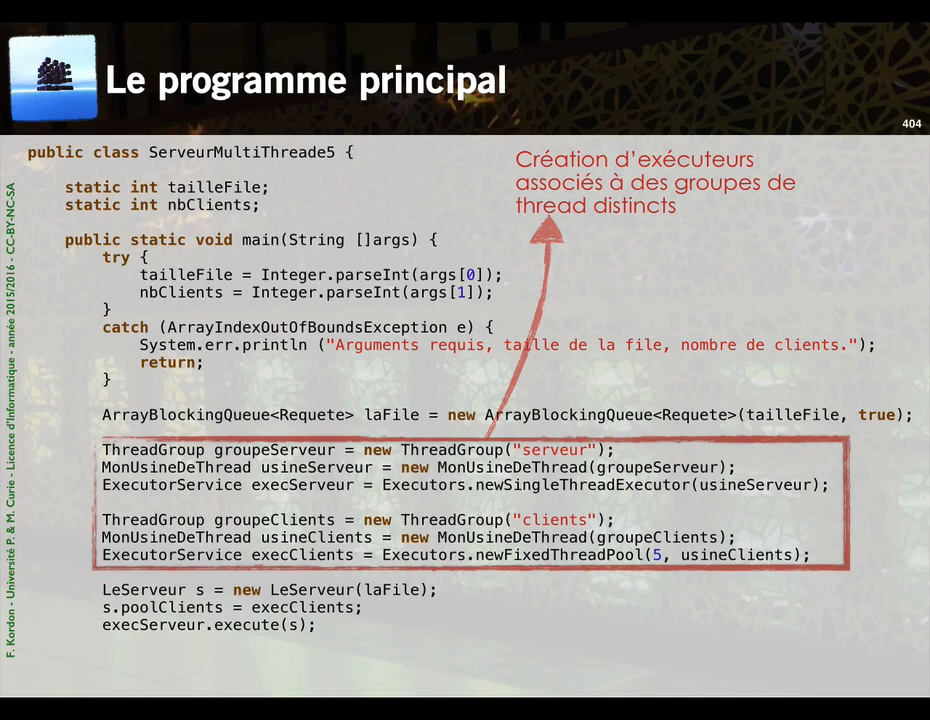 Le programme principal
404
public class ServeurMultiThreade5 {
static int tailleFile;
static int nbClients;
public static void main(String []args) {
try {
tailleFile = Integer.parseInt(args[0]);
nbClients = Integer.parseInt(args[1]);
}
catch (ArrayIndexOutOfBoundsException e) {
System.err.println ("Arguments requis, taille de la file, nombre de clients.");
return;
}
ArrayBlockingQueue<Requete> laFile = new ArrayBlockingQueue<Requete>(tailleFile, true);
ThreadGroup groupeServeur = new ThreadGroup("serveur");
MonUsineDeThread usineServeur = new MonUsineDeThread(groupeServeur);
ExecutorService execServeur = Executors.newSingleThreadExecutor(usineServeur);
ThreadGroup groupeClients = new ThreadGroup("clients");
MonUsineDeThread usineClients = new MonUsineDeThread(groupeClients);
ExecutorService execClients = Executors.newFixedThreadPool(5, usineClients);
LeServeur s = new LeServeur(laFile);
s.poolClients = execClients;
execServeur.execute(s);
Création d'exécuteurs
associés à des groupes de
thread distincts
F. Kordon - Université P. & M. Curie - Licence d'Informatique - année 2015/2016 - CC-BY-NC-SA